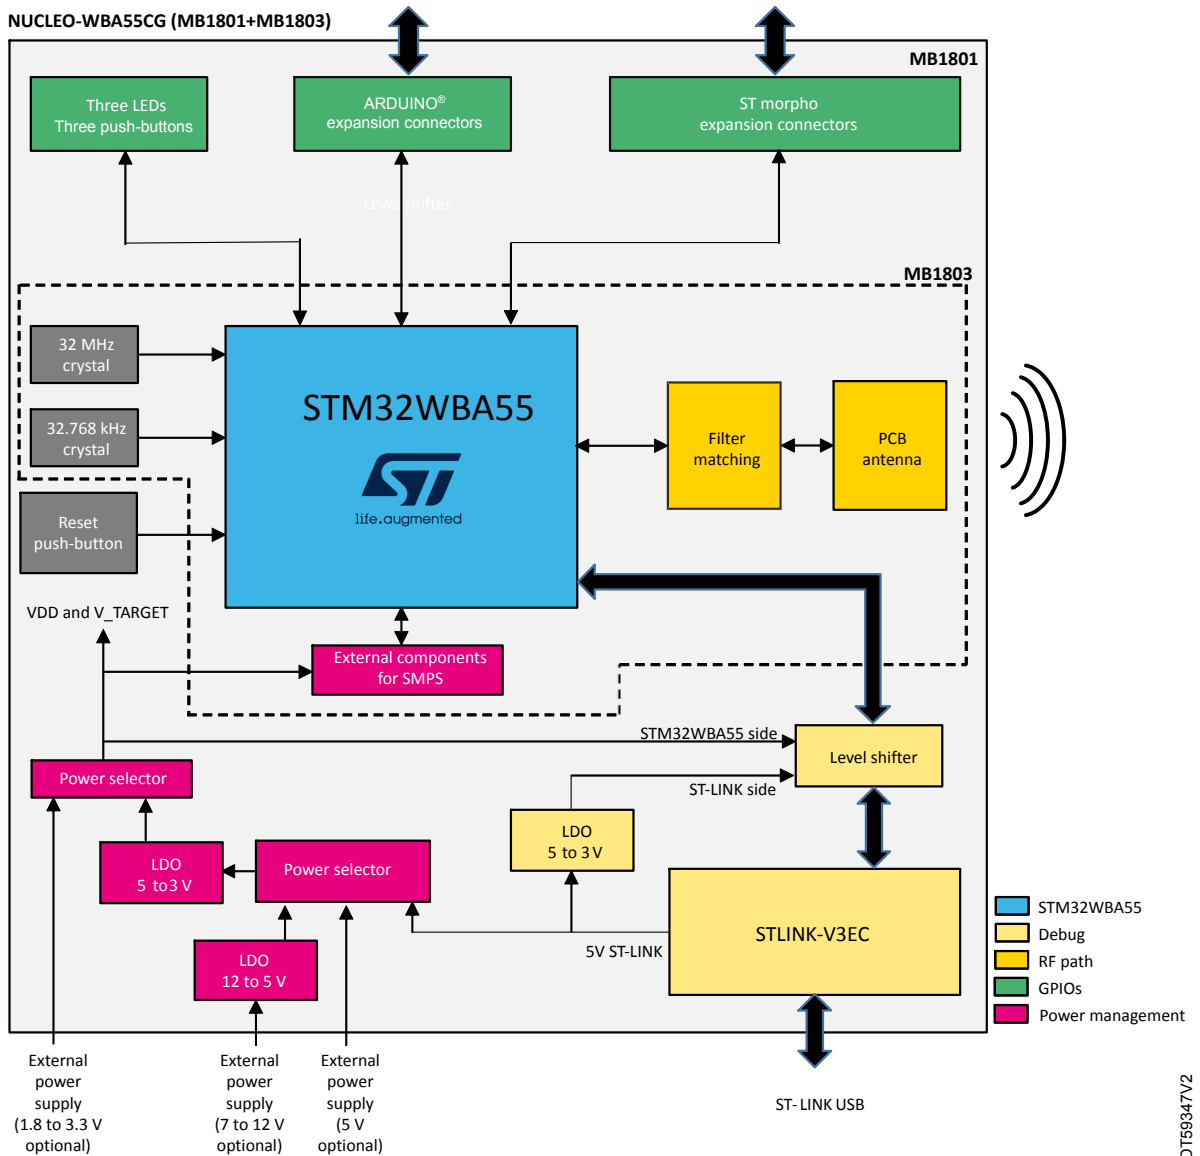 NUCLEO-WBA55CG (MB1801+MB1803)
MB1801
Three LEDs
Three push-buttons
ARDUINO®
expansion connectors
ST morpho
expansion connectors
Level shifter
MB1803
32 MHz
crystal
32.768 kHz
crystal
Reset
push-button
STM32WBA55
ST
life.augmented
Filter
matching
PCB
antenna
VDD and V_TARGET
External components
for SMPS
STM32WBA55 side
Level shifter
ST-LINK side
Power selector
LDO
5 to 3 V
LDO
5 to 3 V
Power selector
LDO
12 to 5 V
5V ST-LINK
STLINK-V3EC
STM32WBA55
Debug
RF path
GPIOs
Power management
External
power
supply
(1.8 to 3.3 V
optional)
External
power
supply
(7 to 12 V
optional)
External
power
supply
(5 V
optional)
ST-LINK USB
DT59347V2